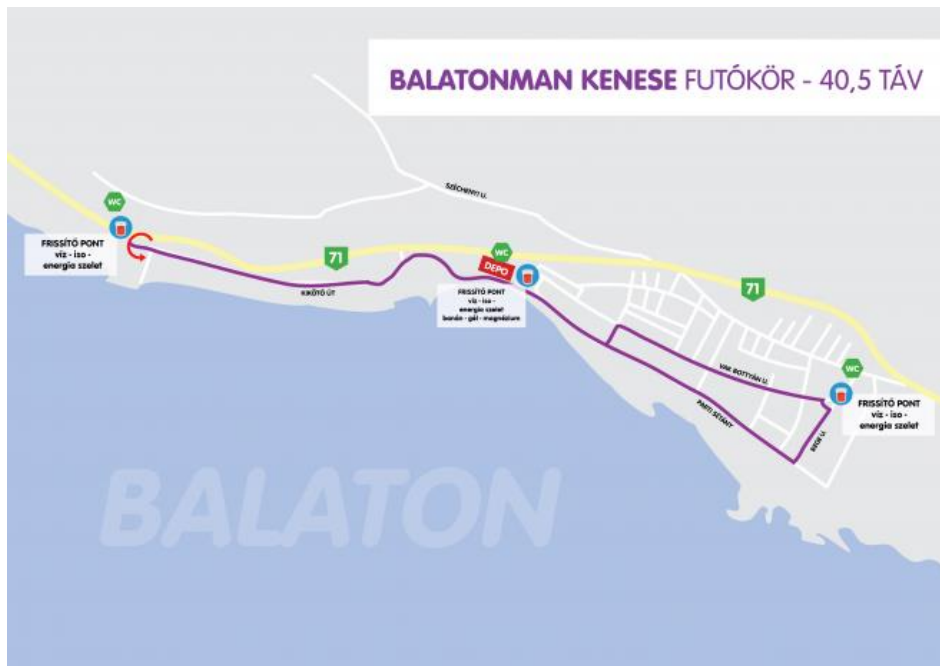 BALATONMAN KENESE FUTÓKÖR - 40,5 TÁV
SZÉCHENYI U.
WC
FRISSÍTŐ PONT
víz - iso -
energia szelet
71
KIKÖTŐ ÚT
WC
DEPO
FRISSÍTŐ PONT
víz - iso -
energia szelet
banán - gél - magnézium
71
VAK BOTTYÁN U.
PARTI SÉTÁNY
WC
FRISSÍTŐ PONT
víz - iso -
energia szelet
BALATON